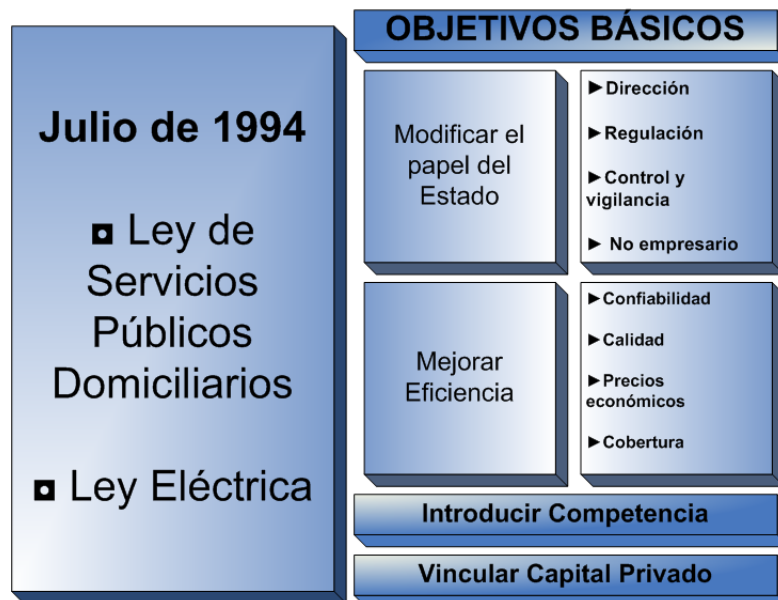 Julio de 1994
◘ Ley de
Servicios
Públicos
Domiciliarios
◘ Ley Eléctrica
OBJETIVOS BÁSICOS
Modificar el
papel del
Estado
►Dirección
►Regulación
►Control y
vigilancia
► No empresario
Mejorar
Eficiencia
►Confiabilidad
►Calidad
►Precios
económicos
►Cobertura
Introducir Competencia
Vincular Capital Privado